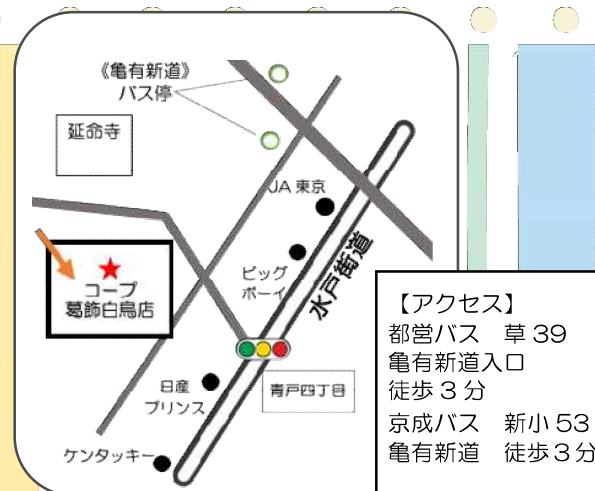 《亀有新道》
バス停
延命寺
JA 東京
水戸街道
ビッグ
ボーイ
★
コープ
葛飾白鳥店
日産
プリンス
青戸四丁目
ケンタッキー
【アクセス】
都営バス　草 39
亀有新道入口
徒歩 3 分
京成バス　新小 53
亀有新道　徒歩 3 分